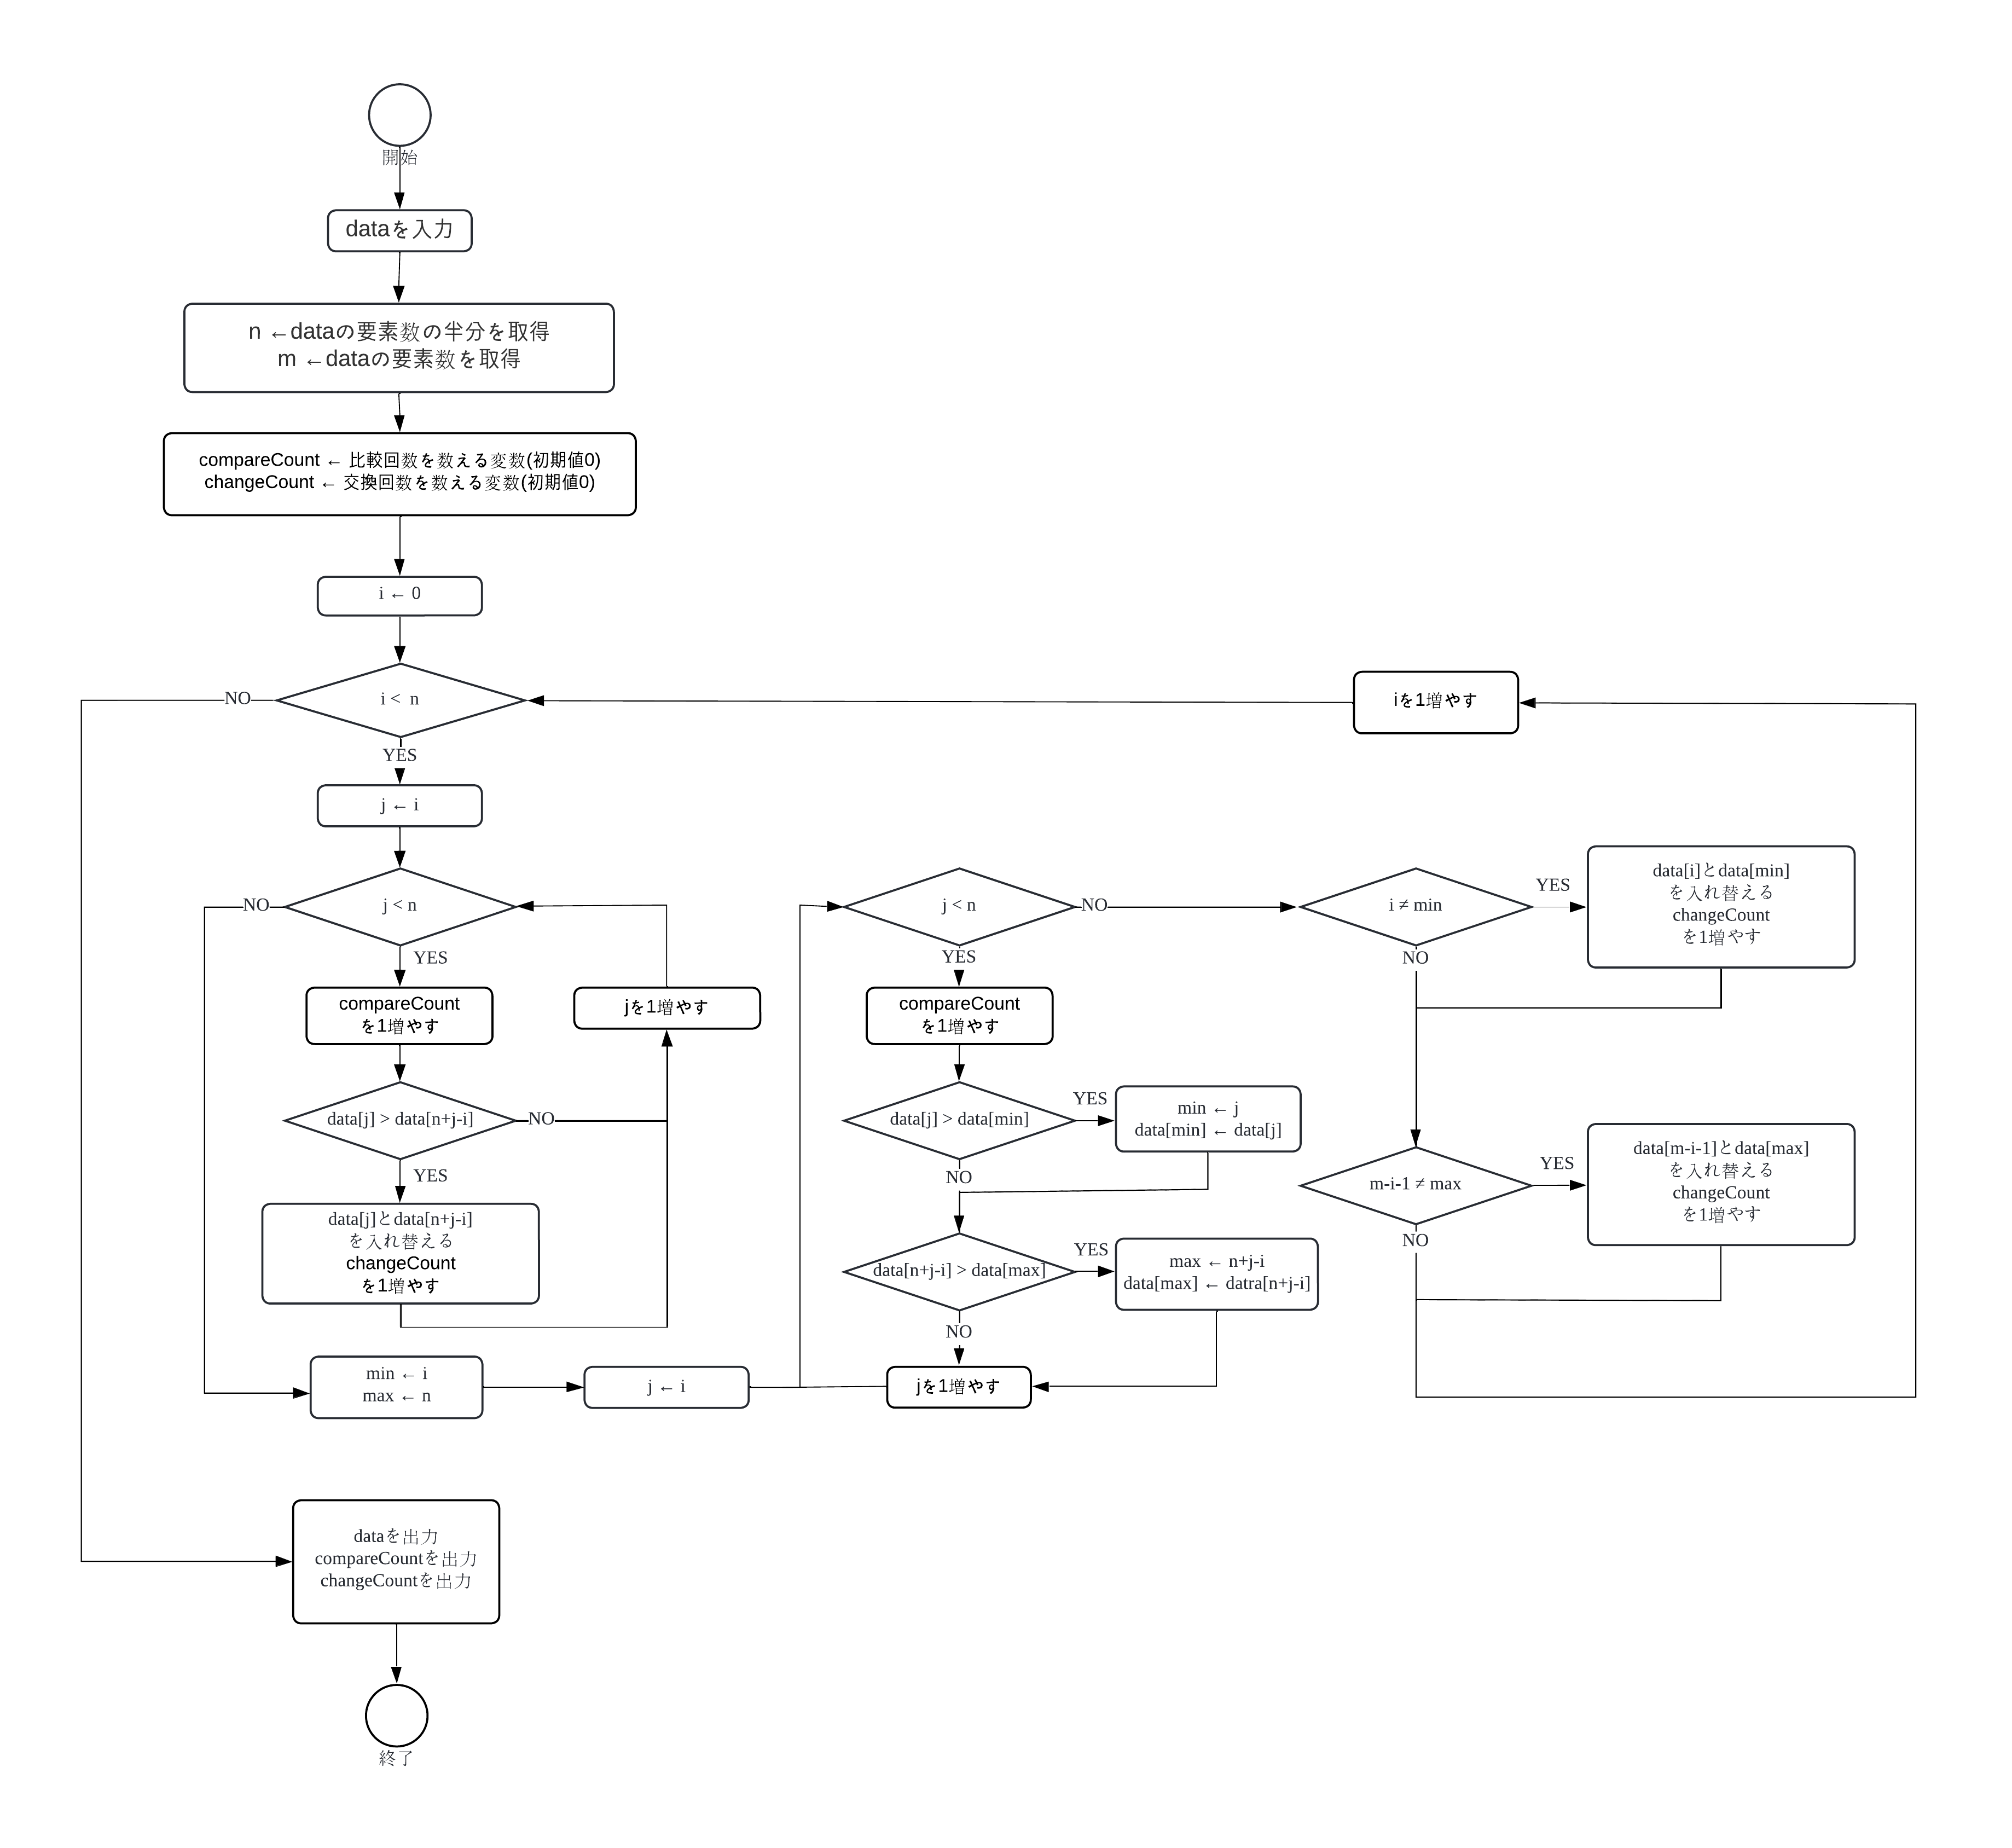 開始
dataを入力
n ←dataの要素数の半分を取得
m ←dataの要素数を取得
compareCount ← 比較回数を数える変数(初期値0)
changeCount ← 交換回数を数える変数(初期値0)
i ← 0
i < n
NO
YES
iを1増やす
j ← i
j < n
NO
YES
compareCount
を1増やす
jを1増やす
data[j] > data[n+j-i]
NO
YES
data[j]とdata[n+j-i]
を入れ替える
changeCount
を1増やす
min ← i
max ← n
j ← i
j < n
NO
YES
compareCount
を1増やす
data[j] > data[min]
YES
NO
min ← j
data[min] ← data[j]
data[n+j-i] > data[max]
YES
NO
max ← n+j-i
data[max] ← datra[n+j-i]
jを1増やす
i ≠ min
YES
NO
data[i]とdata[min]
を入れ替える
changeCount
を1増やす
m-i-1 ≠ max
YES
NO
data[m-i-1]とdata[max]
を入れ替える
changeCount
を1増やす
dataを出力
compareCountを出力
changeCountを出力
終了